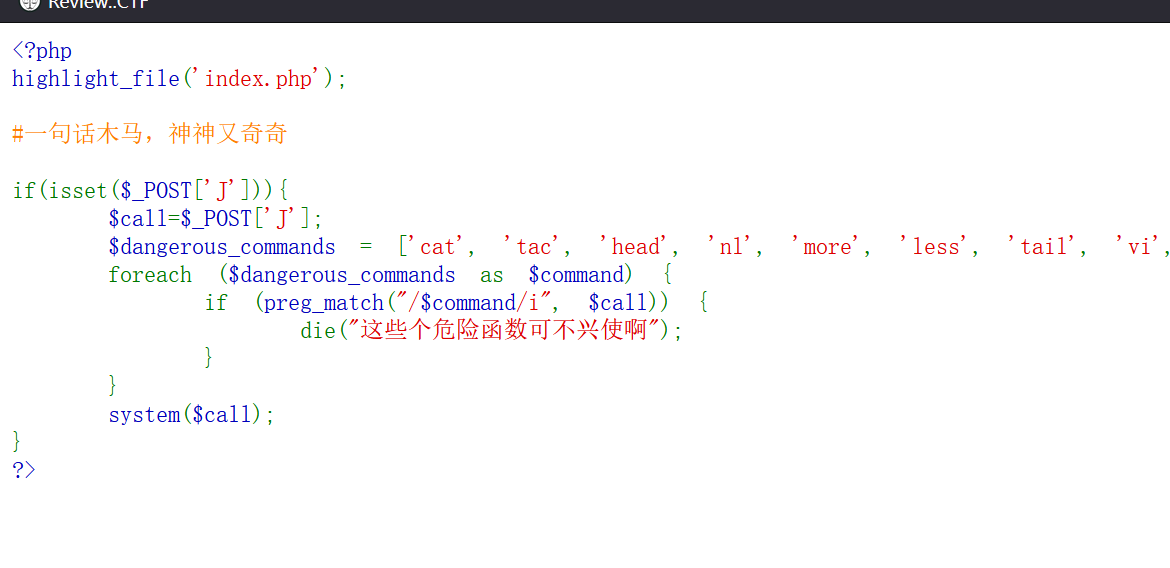 Review..CTF
<?php
highlight_file('index.php');
#一句话木马，神神又奇奇
if(isset($_POST['J'])){
$call=$_POST['J'];
$dangerous_commands = ['cat', 'tac', 'head', 'nl', 'more', 'less', 'tail', 'vi',
foreach ($dangerous_commands as $command) {
if (preg_match("/$command/i", $call)) {
die("这些个危险函数可不兴使啊");
}
}
system($call);
}
?>